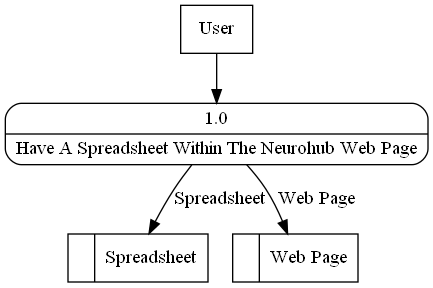 User
1.0
Have A Spreadsheet Within The Neurohub Web Page
Spreadsheet
Web Page
Spreadsheet
Web Page